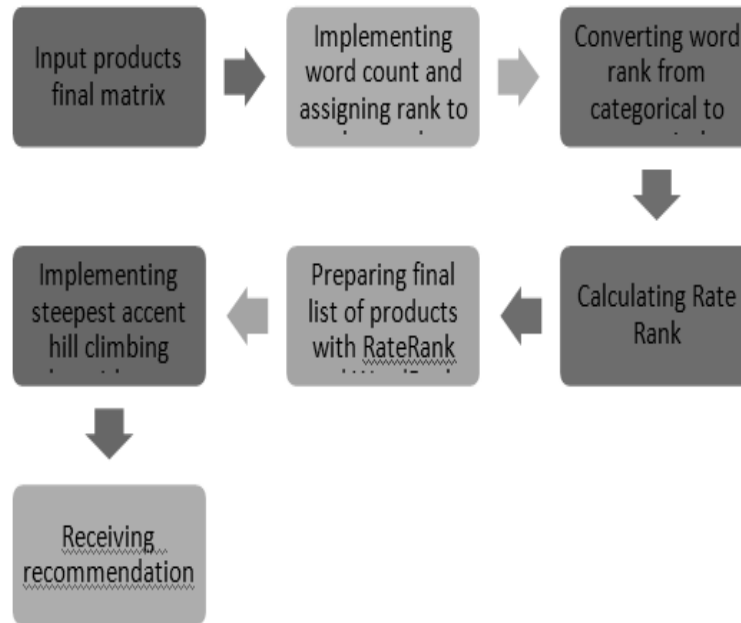 Input products
final matrix
Implementing
word count and
assigning rank to
Converting word
rank from
categorical to
Calculating Rate
Rank
Preparing final
list of products
with RateRank
Implementing
steepest accent
hill climbing
Receiving
recommendation